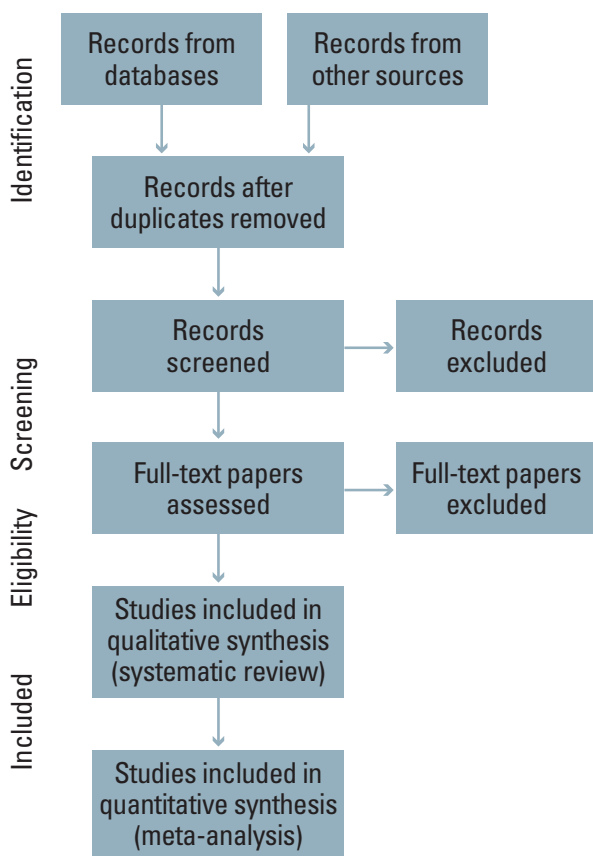 Identification
Records from
databases
Records from
other sources
Records after
duplicates removed
Screening
Records
screened
Records
excluded
Eligibility
Full-text papers
assessed
Full-text papers
excluded
Included
Studies included in
qualitative synthesis
(systematic review)
Studies included in
quantitative synthesis
(meta-analysis)